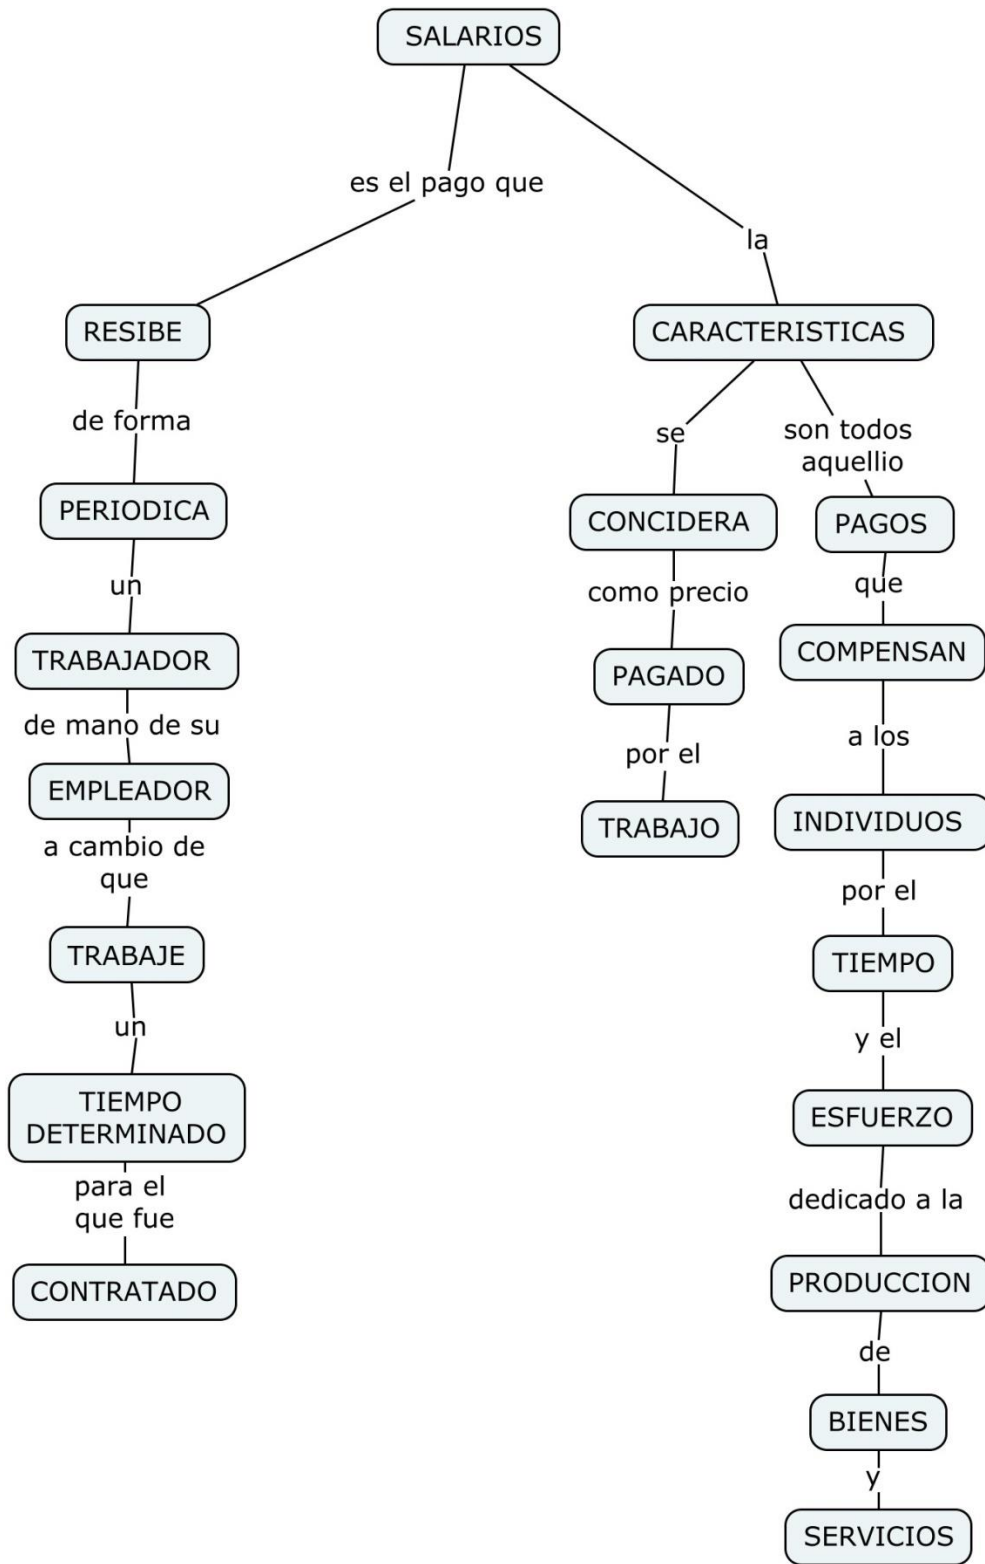 SALARIOS
es el pago que
RESIBE
de forma
PERIODICA
un
TRABAJADOR
de mano de su
EMPLEADOR
a cambio de
que
TRABAJE
un
TIEMPO
DETERMINADO
para el
que fue
CONTRATADO
la
CARACTERISTICAS
se
CONCIDERA
como precio
PAGADO
por el
TRABAJO
son todos
aquellio
PAGOS
que
COMPENSAN
a los
INDIVIDUOS
por el
TIEMPO
y el
ESFUERZO
dedicado a la
PRODUCCION
de
BIENES
y
SERVICIOS